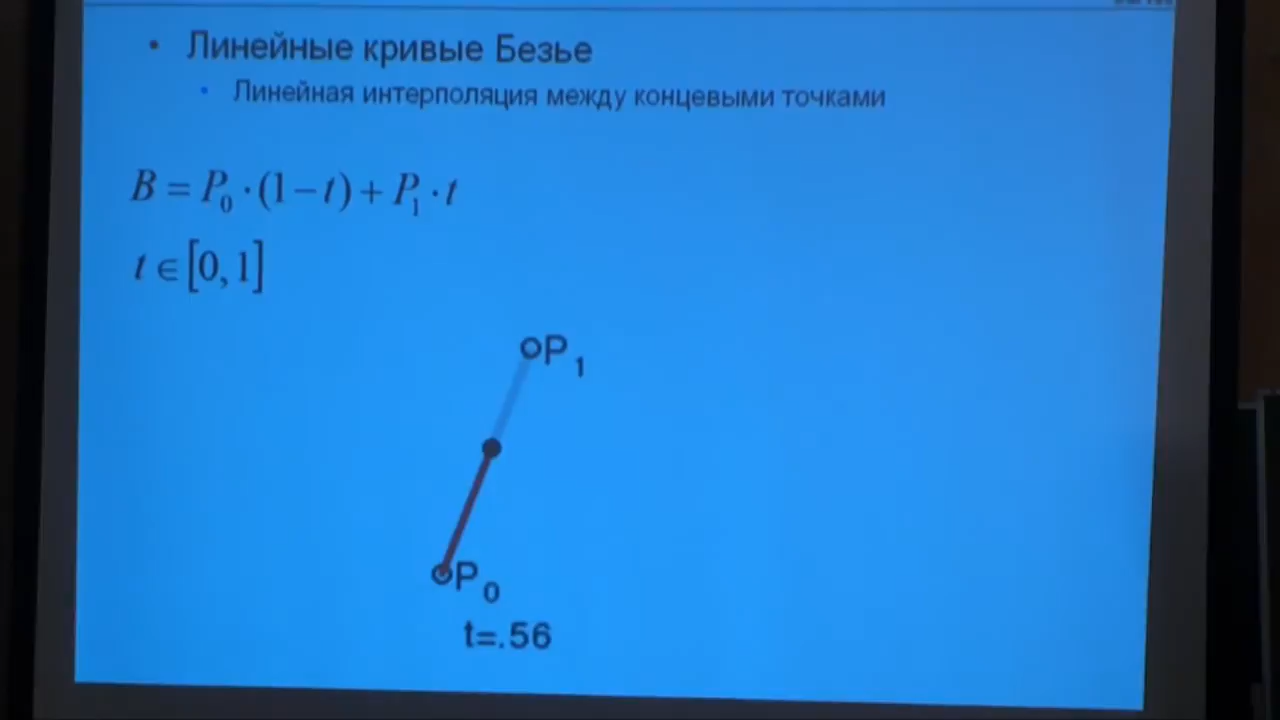 • Линейные кривые Безье
• Линейная интерполяция между концевыми точками
B = P₀ · (1 − t) + P₁ · t
t ∈ [0, 1]
P₁
P₀
t=.56